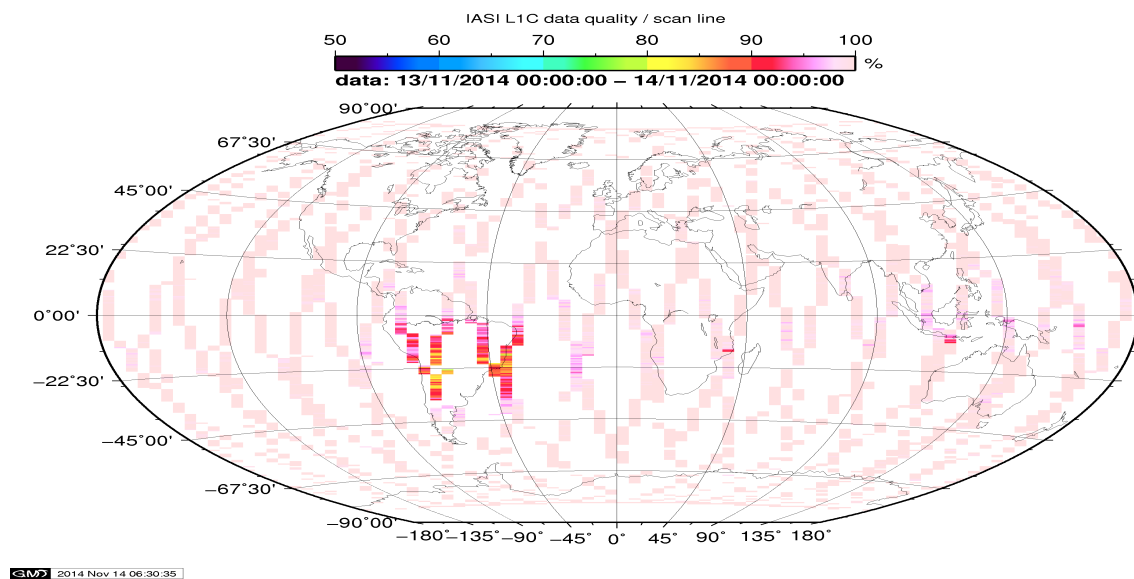 IASI L1C data quality / scan line
50 60 70 80 90 100
%
data: 13/11/2014 00:00:00 – 14/11/2014 00:00:00
90°00'
67°30'
45°00'
22°30'
0°00'
−22°30'
−45°00'
−67°30'
−90°00'
−180° −135° −90° −45° 0° 45° 90° 135° 180°
GMT 2014 Nov 14 06:30:35